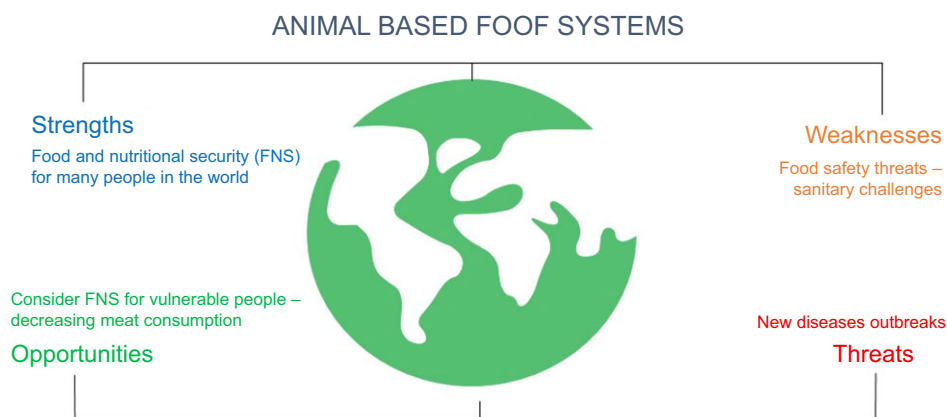 ANIMAL BASED FOOF SYSTEMS
Strengths
Food and nutritional security (FNS)
for many people in the world
Weaknesses
Food safety threats –
sanitary challenges
Consider FNS for vulnerable people –
decreasing meat consumption
Opportunities
New diseases outbreaks
Threats